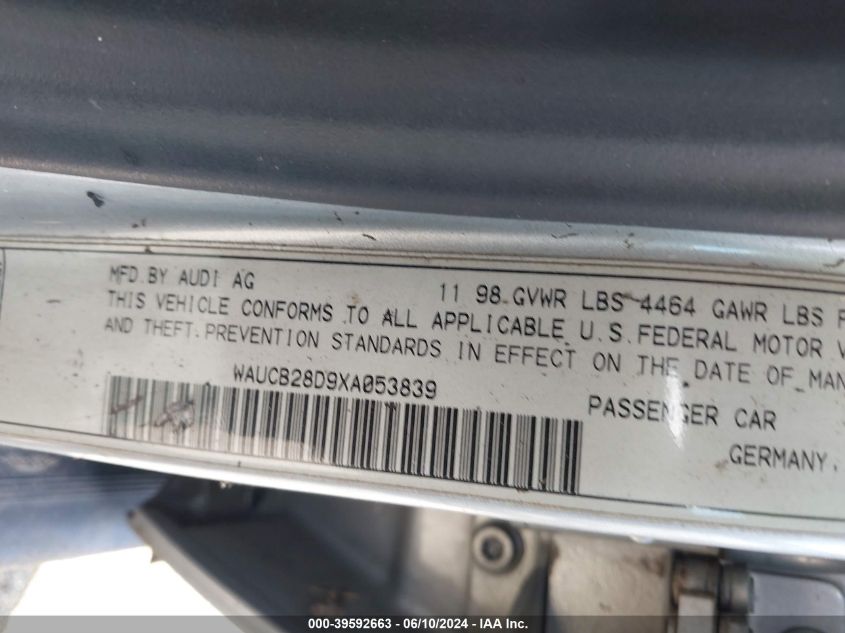 MFD.BY AUDI AG 11 98 GVWR LBS 4464 GAWR LBS
THIS VEHICLE CONFORMS TO ALL APPLICABLE U.S.FEDERAL MOTOR
AND THEFT PREVENTION STANDARDS IN EFFECT ON THE DATE OF
WAUCB28D9XA053839
PASSENGER CAR
GERMANY,
000-39592663 - 06/10/2024 - IAA Inc.